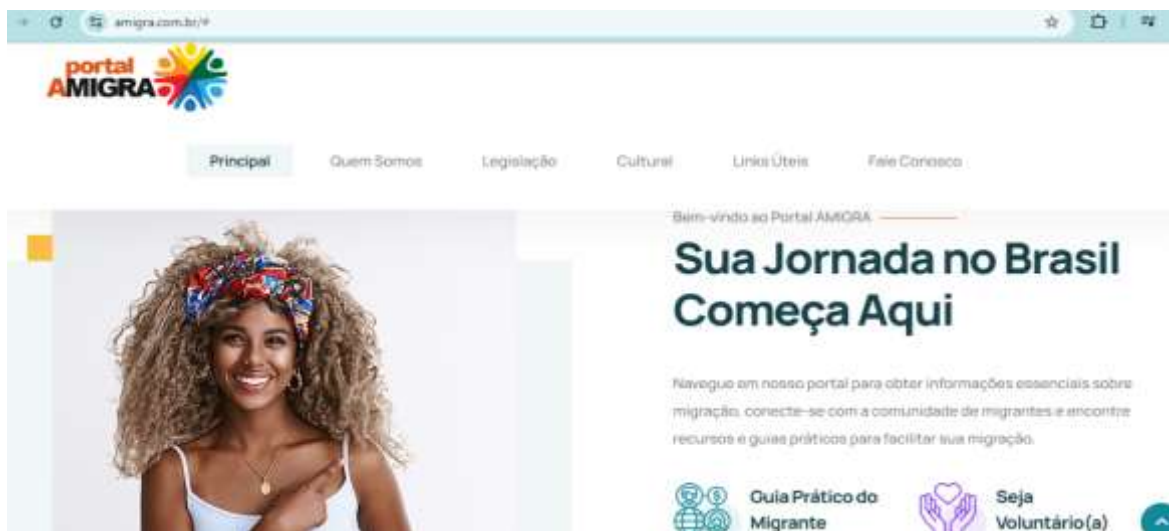 amigra.com.br/#
portal
AMIGRA
Principal Quem Somos Legislação Cultural Links Úteis Fale Conosco
Bem-vindo ao Portal AMIGRA
Sua Jornada no Brasil
Começa Aqui
Navegue em nosso portal para obter informações essenciais sobre
migração, conecte-se com a comunidade de migrantes e encontre
recursos e guias práticos para facilitar sua migração.
Guia Prático do
Migrante
Seja
Voluntário(a)